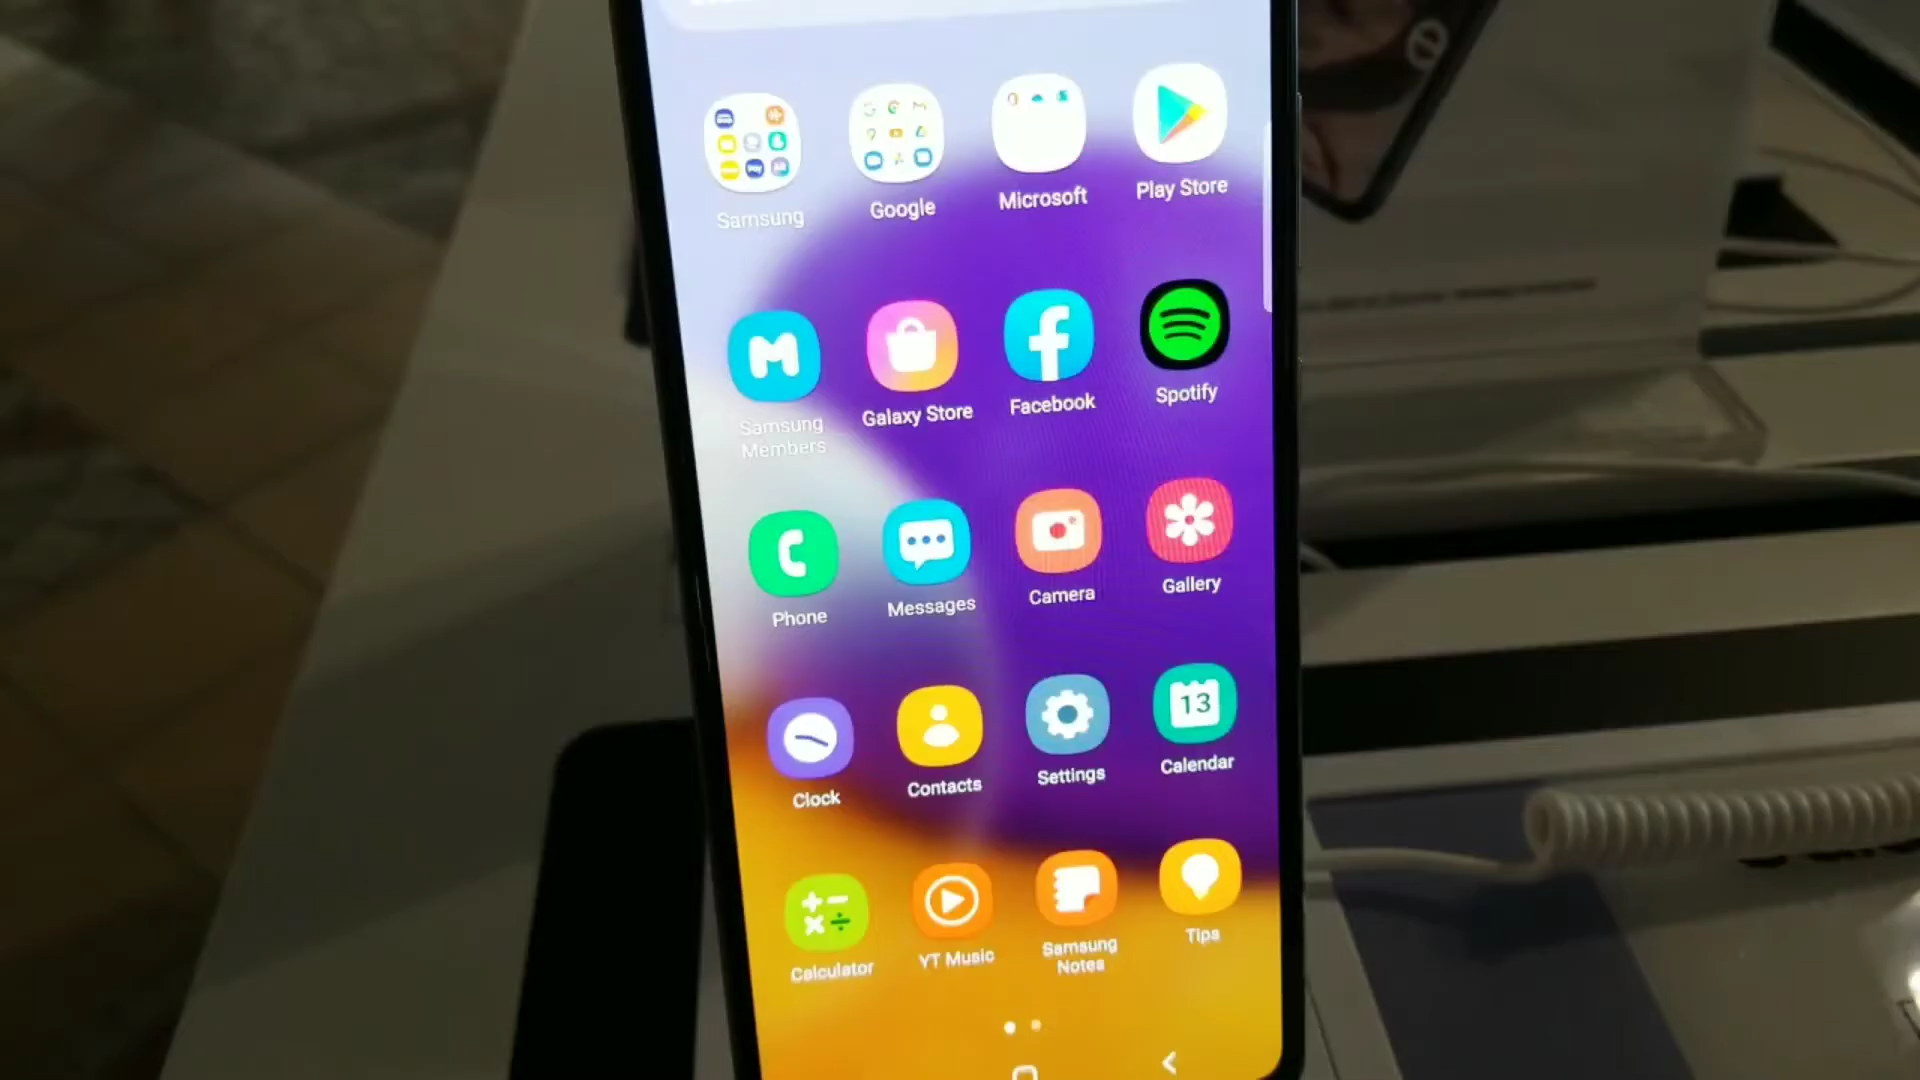 Samsung
Google
Microsoft
Play Store
Samsung
Members
Galaxy Store
Facebook
Spotify
Phone
Messages
Camera
Gallery
Clock
Contacts
Settings
13
Calendar
Calculator
YT Music
Samsung
Notes
Tips